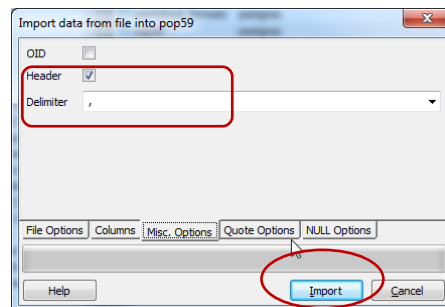 Import data from file into pop59
OID
Header
Delimiter ,
File Options Columns Misc. Options Quote Options NULL Options
Help Import Cancel